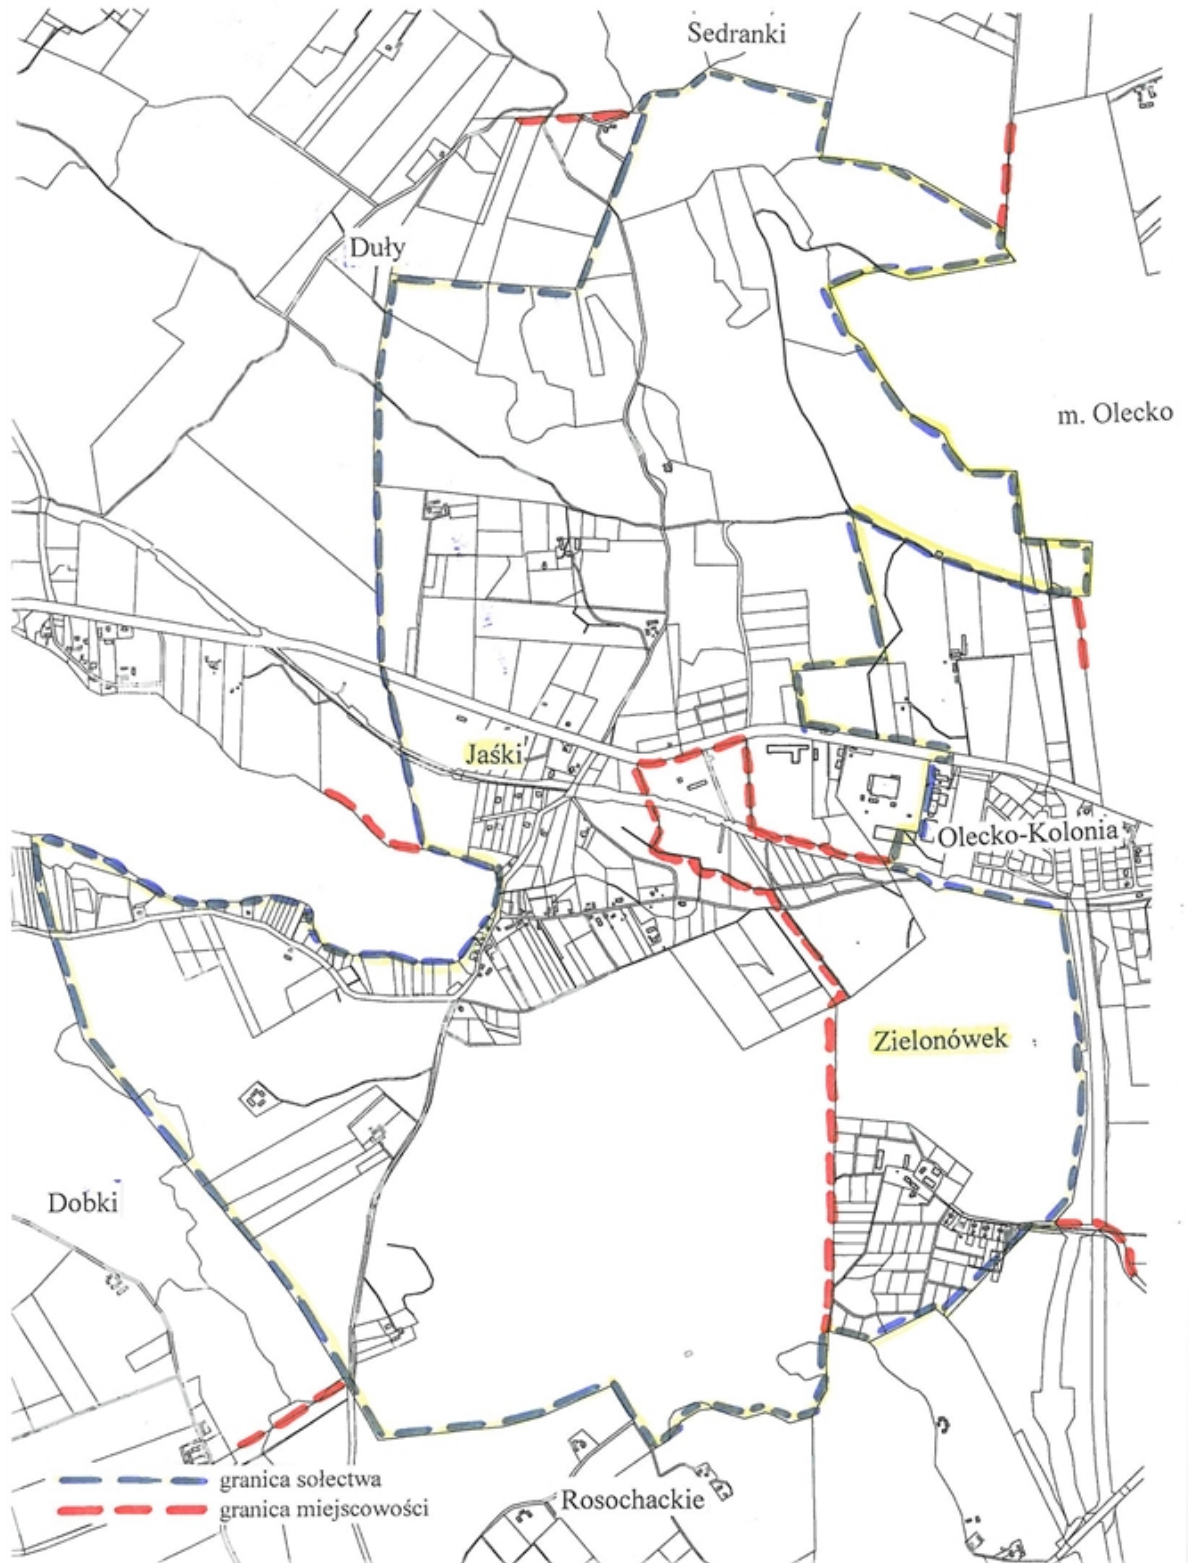 Sedranki
Duły
m. Olecko
Jaśki
Olecko-Kolonia
Zielonówek
Dobki
granica sołectwa
granica miejscowości
Rosochackie